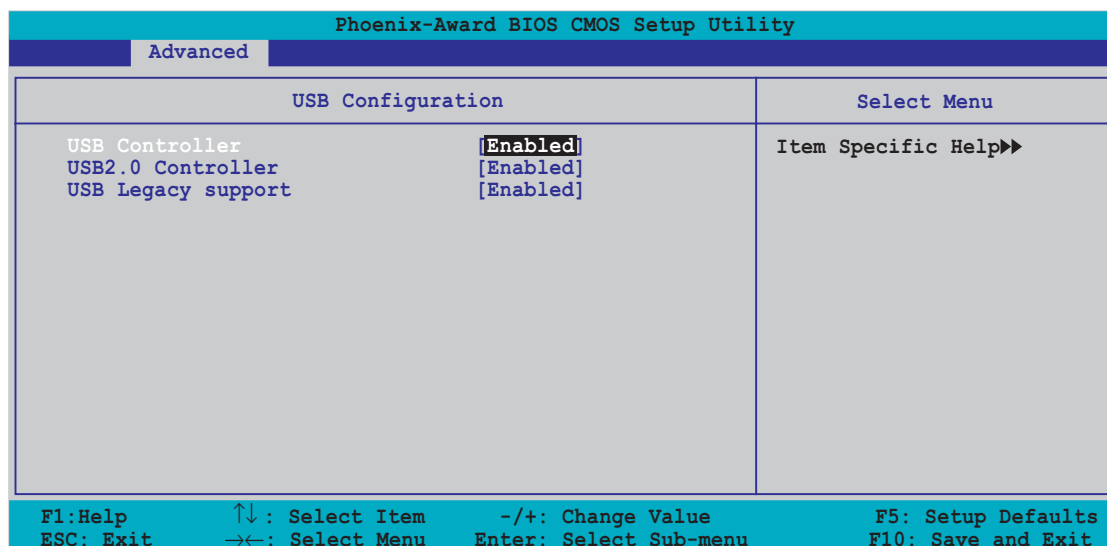 Phoenix-Award BIOS CMOS Setup Utility
Advanced
USB Configuration
Select Menu
USB Controller [Enabled]
USB2.0 Controller [Enabled]
USB Legacy support [Enabled]
Item Specific Help▶▶
F1:Help ↑↓ : Select Item -/+: Change Value F5: Setup Defaults
ESC: Exit →←: Select Menu Enter: Select Sub-menu F10: Save and Exit